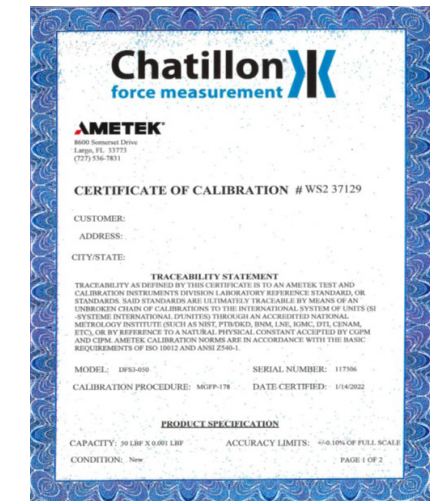 Chatillon
force measurement
AMETEK®
8600 Somerset Drive
Largo, FL 33773
(727) 536-7831
CERTIFICATE OF CALIBRATION # WS2 37129
CUSTOMER:
ADDRESS:
CITY/STATE:
TRACEABILITY STATEMENT
TRACEABILITY AS DEFINED BY THIS CERTIFICATE IS TO AN AMETEK TEST AND
CALIBRATION INSTRUMENTS DIVISION LABORATORY REFERENCE STANDARD, OR
STANDARDS. SAID STANDARDS ARE ULTIMATELY TRACEABLE BY MEANS OF AN
UNBROKEN CHAIN OF CALIBRATIONS TO THE INTERNATIONAL SYSTEM OF UNITS (SI
-SYSTEME INTERNATIONAL D'UNITES) THROUGH AN ACCREDITED NATIONAL
METROLOGY INSTITUTE (SUCH AS NIST, PTB/DKD, BNM, LNE, IGMC, DTI, CENAM,
ETC), OR BY REFERENCE TO A NATURAL PHYSICAL CONSTANT ACCEPTED BY CGPM
AND CIPM. AMETEK CALIBRATION NORMS ARE IN ACCORDANCE WITH THE BASIC
REQUIREMENTS OF ISO 10012 AND ANSI Z540-1.
MODEL: DFS3-050 SERIAL NUMBER: 117506
CALIBRATION PROCEDURE: MGFP-178 DATE CERTIFIED: 1/14/2022
PRODUCT SPECIFICATION
CAPACITY: 50 LBF X 0.001 LBF ACCURACY LIMITS: +/-0.10% OF FULL SCALE
CONDITION: New PAGE 1 OF 2